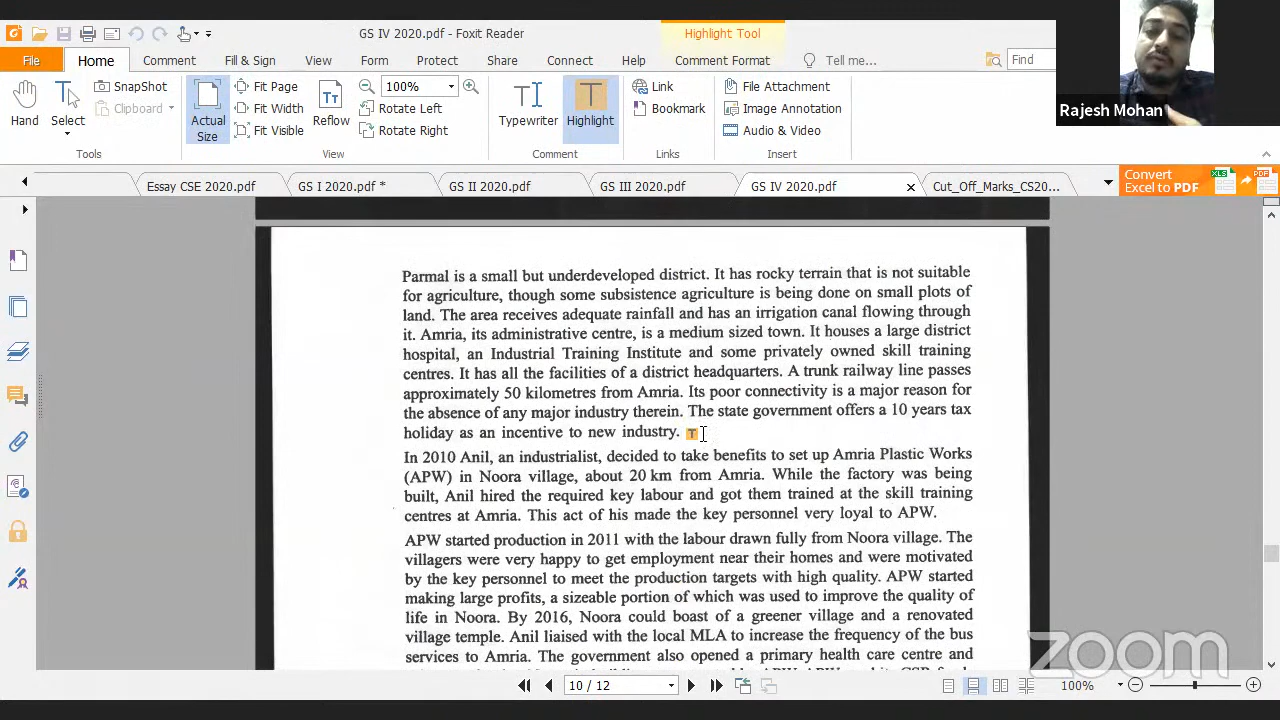 GS IV 2020.pdf - Foxit Reader
Highlight Tool
File
Home
Comment
Fill & Sign
View
Form
Protect
Share
Connect
Help
Comment Format
Tell me...
Find
Hand
Select
SnapShot
Clipboard
Actual
Size
Fit Page
Fit Width
Fit Visible
Reflow
100%
Rotate Left
Rotate Right
Typewriter
Highlight
Link
Bookmark
File Attachment
Image Annotation
Audio & Video
Tools
View
Comment
Links
Insert
Rajesh Mohan
Essay CSE 2020.pdf
GS I 2020.pdf *
GS II 2020.pdf
GS III 2020.pdf
GS IV 2020.pdf
Cut_Off_Marks_CS20...
Convert
Excel to PDF
XLS
PDF
Parmal is a small but underdeveloped district. It has rocky terrain that is not suitable
for agriculture, though some subsistence agriculture is being done on small plots of
land. The area receives adequate rainfall and has an irrigation canal flowing through
it. Amria, its administrative centre, is a medium sized town. It houses a large district
hospital, an Industrial Training Institute and some privately owned skill training
centres. It has all the facilities of a district headquarters. A trunk railway line passes
approximately 50 kilometres from Amria. Its poor connectivity is a major reason for
the absence of any major industry therein. The state government offers a 10 years tax
holiday as an incentive to new industry.
In 2010 Anil, an industrialist, decided to take benefits to set up Amria Plastic Works
(APW) in Noora village, about 20 km from Amria. While the factory was being
built, Anil hired the required key labour and got them trained at the skill training
centres at Amria. This act of his made the key personnel very loyal to APW.
APW started production in 2011 with the labour drawn fully from Noora village. The
villagers were very happy to get employment near their homes and were motivated
by the key personnel to meet the production targets with high quality. APW started
making large profits, a sizeable portion of which was used to improve the quality of
life in Noora. By 2016, Noora could boast of a greener village and a renovated
village temple. Anil liaised with the local MLA to increase the frequency of the bus
services to Amria. The government also opened a primary health care centre and
zoom
10 / 12
100%